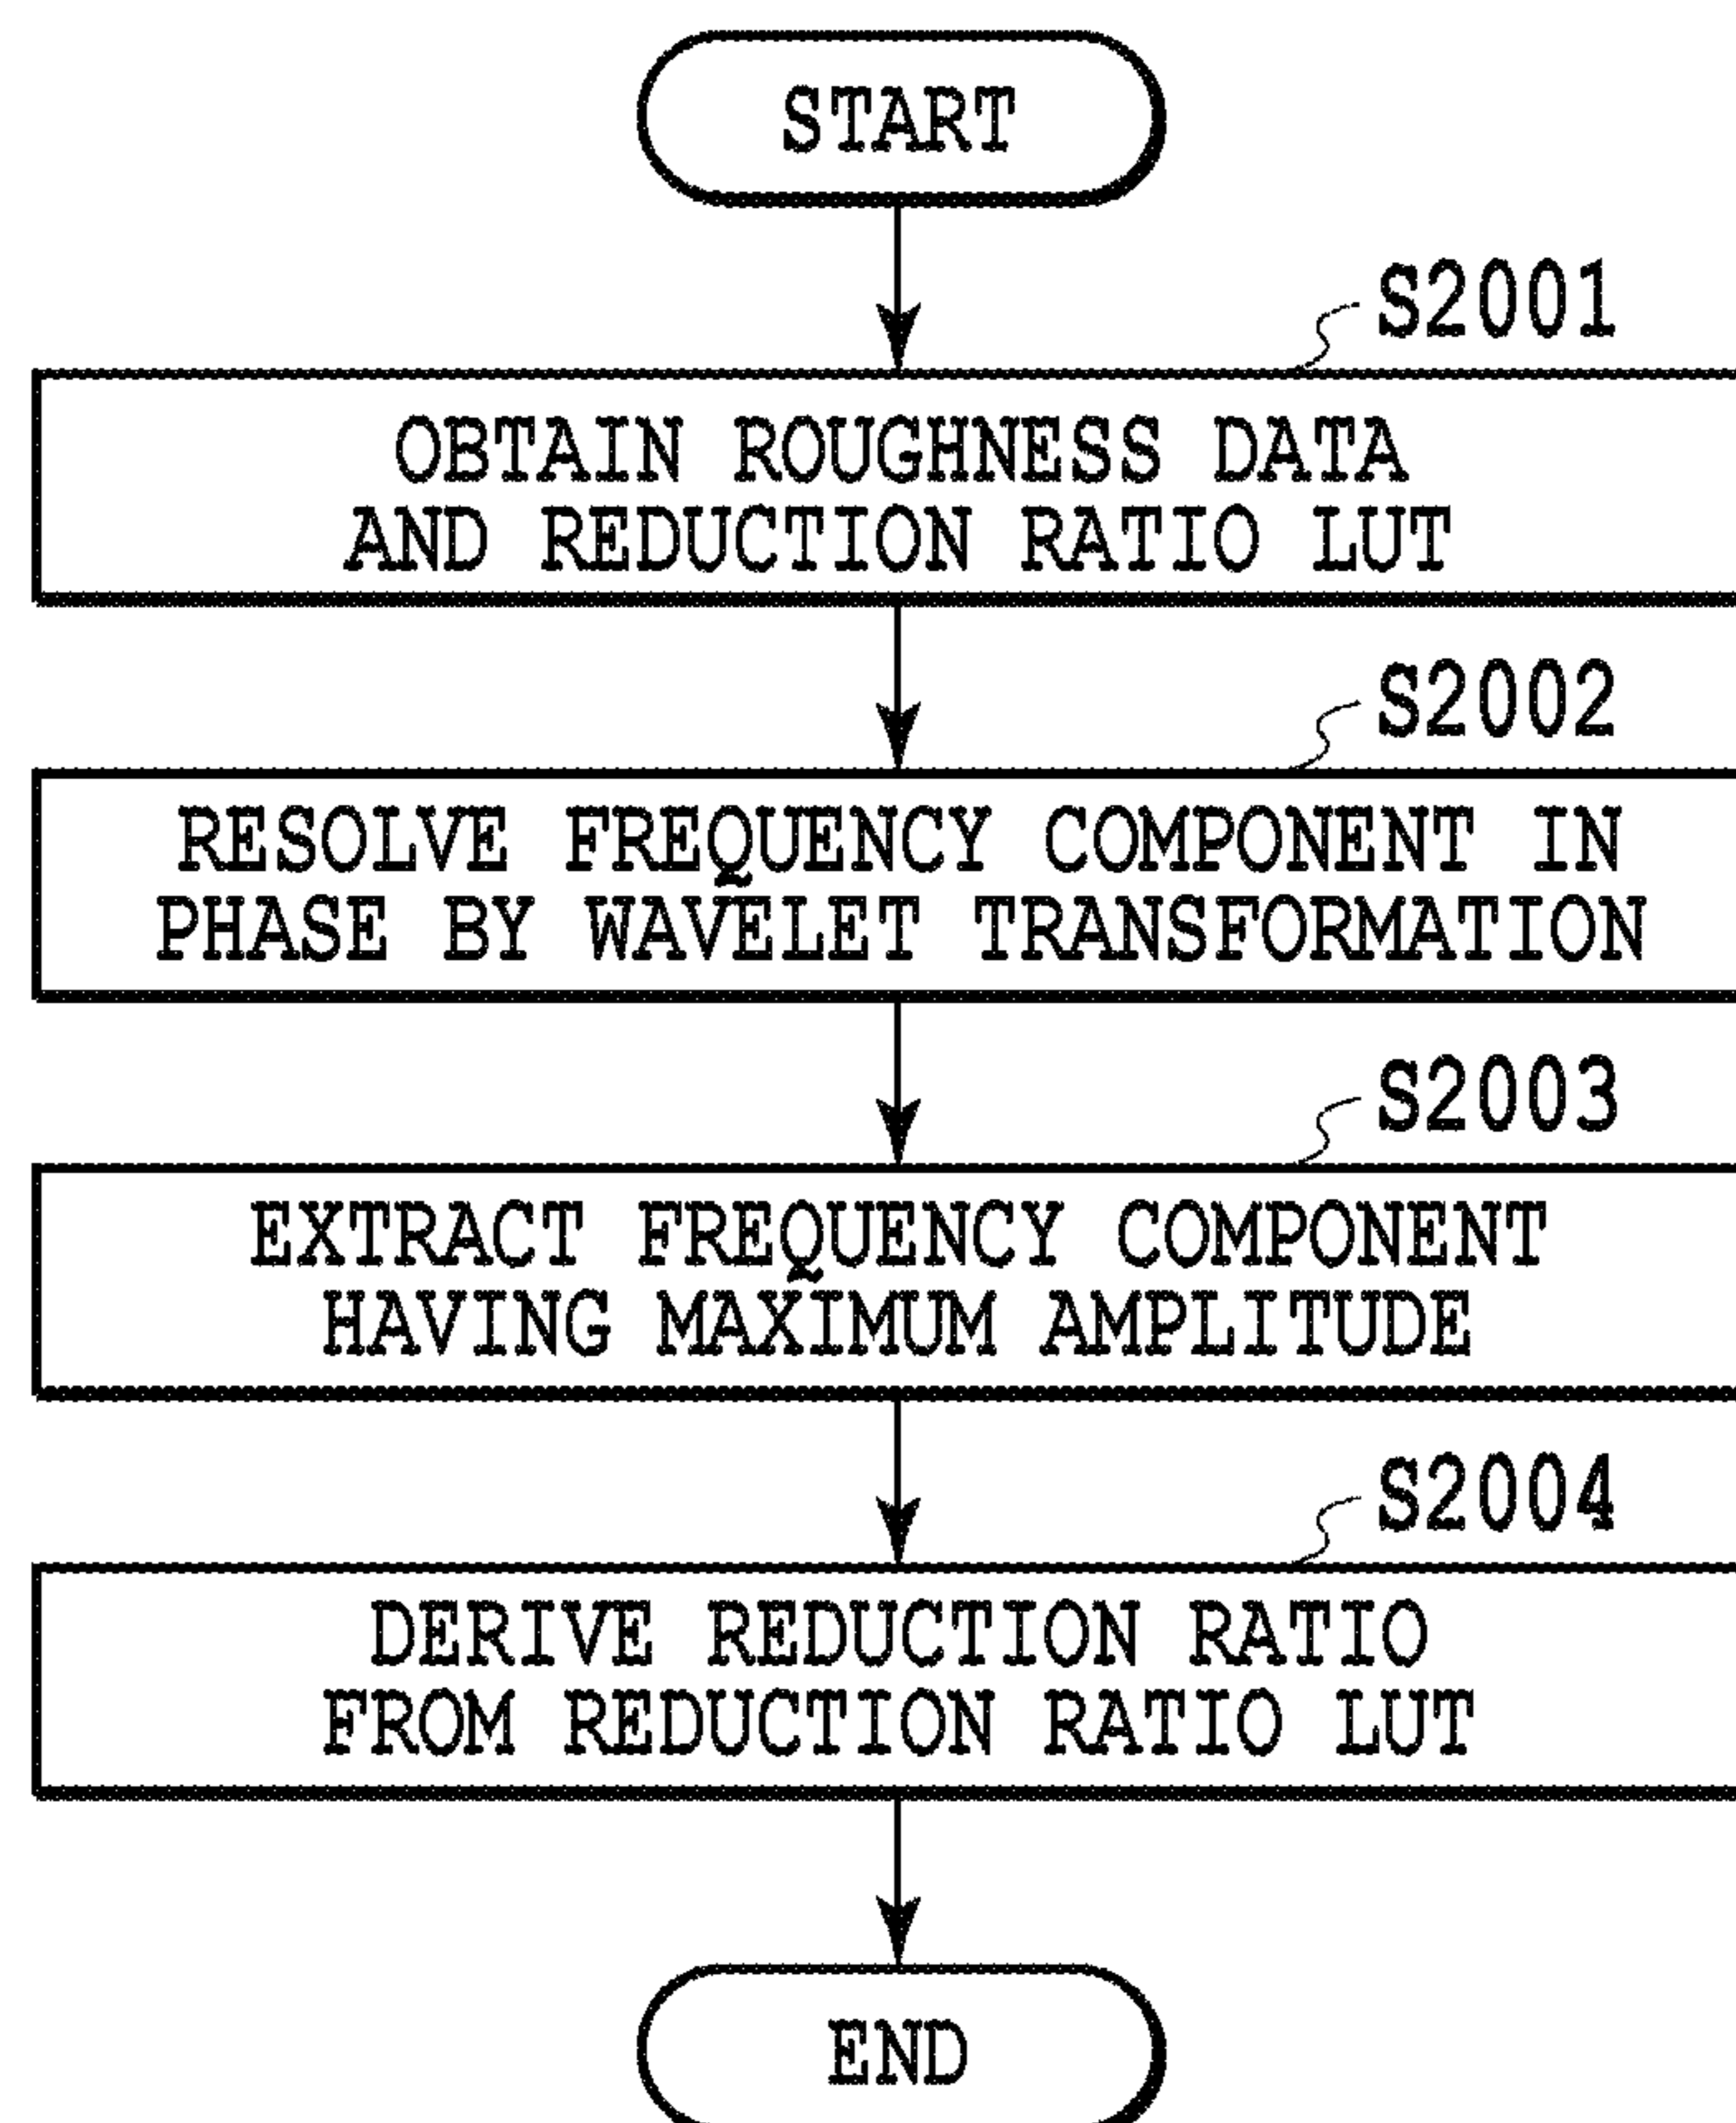 START
S2001
OBTAIN ROUGHNESS DATA
AND REDUCTION RATIO LUT
S2002
RESOLVE FREQUENCY COMPONENT IN
PHASE BY WAVELET TRANSFORMATION
S2003
EXTRACT FREQUENCY COMPONENT
HAVING MAXIMUM AMPLITUDE
S2004
DERIVE REDUCTION RATIO
FROM REDUCTION RATIO LUT
END